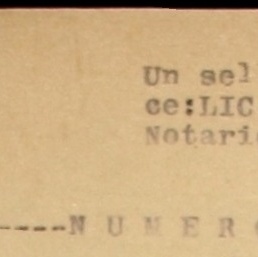 Un sel
ce:LIC
Notari
----N U M E R